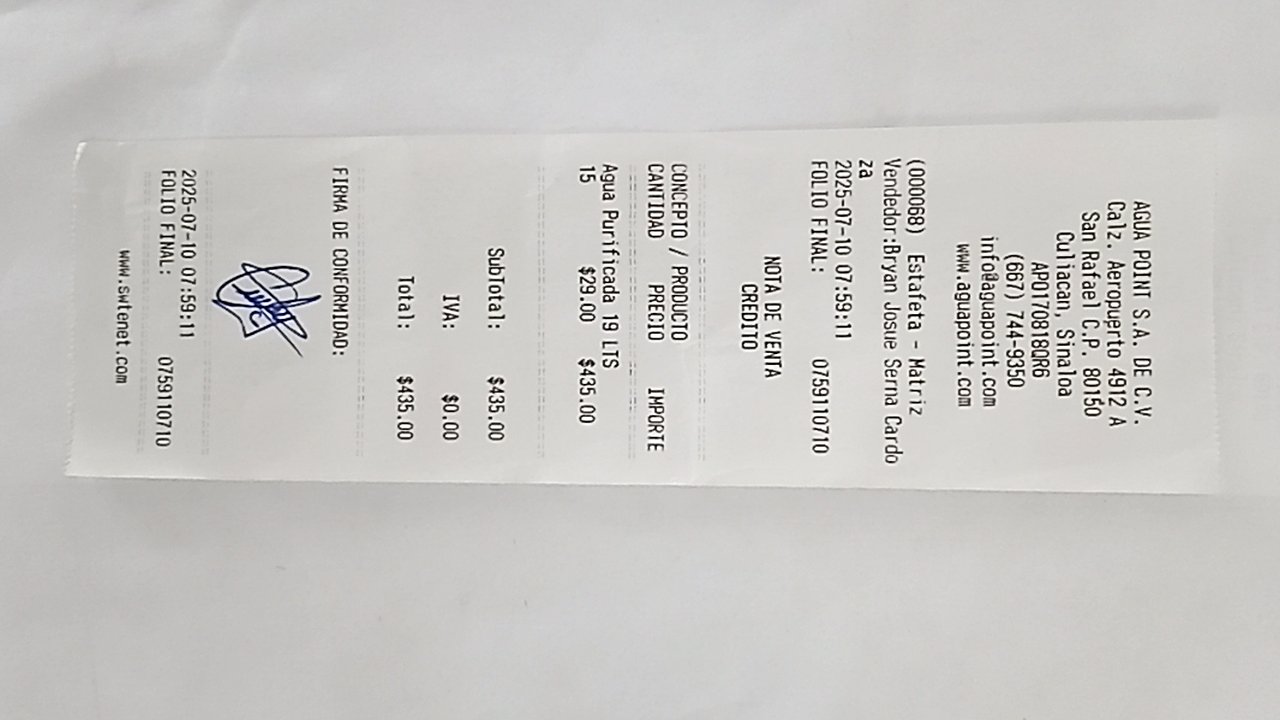 AGUA POINT S.A. DE C.V.
Calz. Aeropuerto 4912 A
San Rafael C.P. 80150
Culiacan, Sinaloa
APO170818QR6
(667) 744-9350
info@aguapoint.com
www.aguapoint.com
(000068) Estafeta - Matriz
Vendedor:Bryan Josue Serna Cardo
za
2025-07-10 07:59:11
FOLIO FINAL: 0759110710
NOTA DE VENTA
CREDITO
CONCEPTO / PRODUCTO
CANTIDAD PRECIO IMPORTE
Agua Purificada 19 LTS
15 $29.00 $435.00
SubTotal: $435.00
IVA: $0.00
Total: $435.00
FIRMA DE CONFORMIDAD:
2025-07-10 07:59:11
FOLIO FINAL: 0759110710
www.swtenet.com